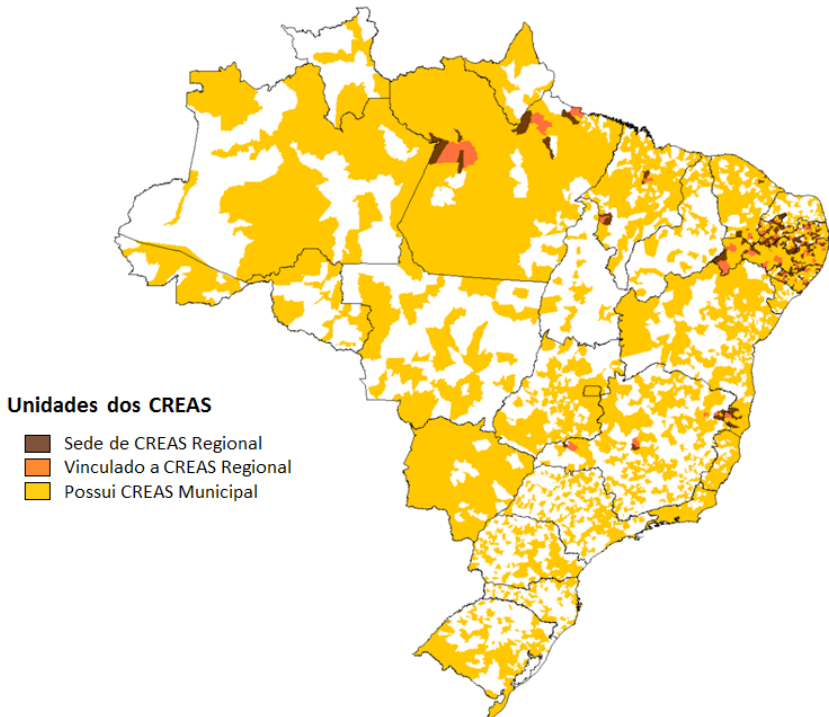 Unidades dos CREAS
Sede de CREAS Regional
Vinculado a CREAS Regional
Possui CREAS Municipal